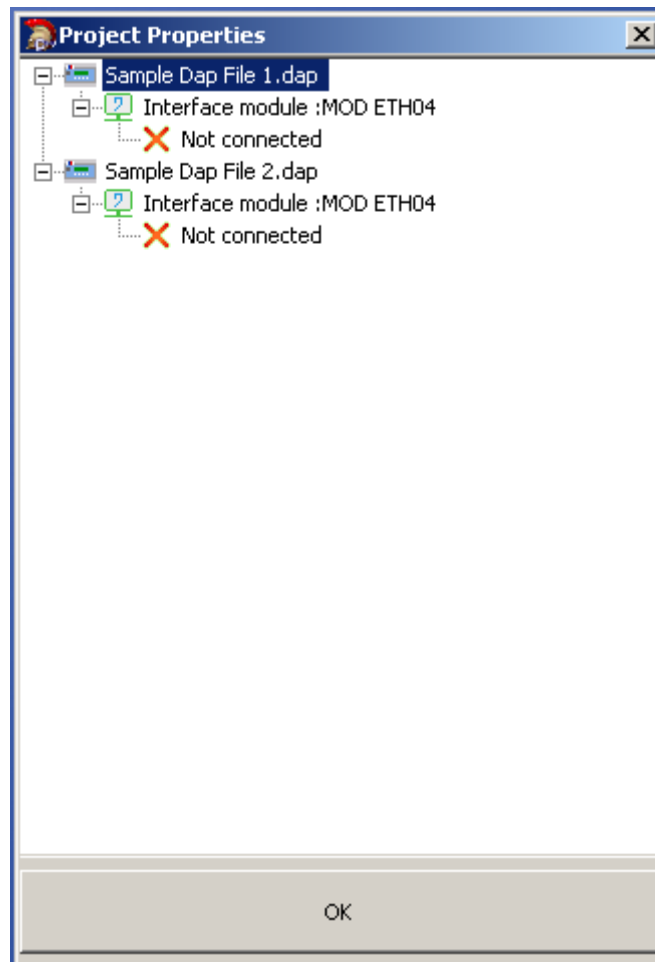 Project Properties
Sample Dap File 1.dap
Interface module :MOD ETH04
Not connected
Sample Dap File 2.dap
Interface module :MOD ETH04
Not connected
OK